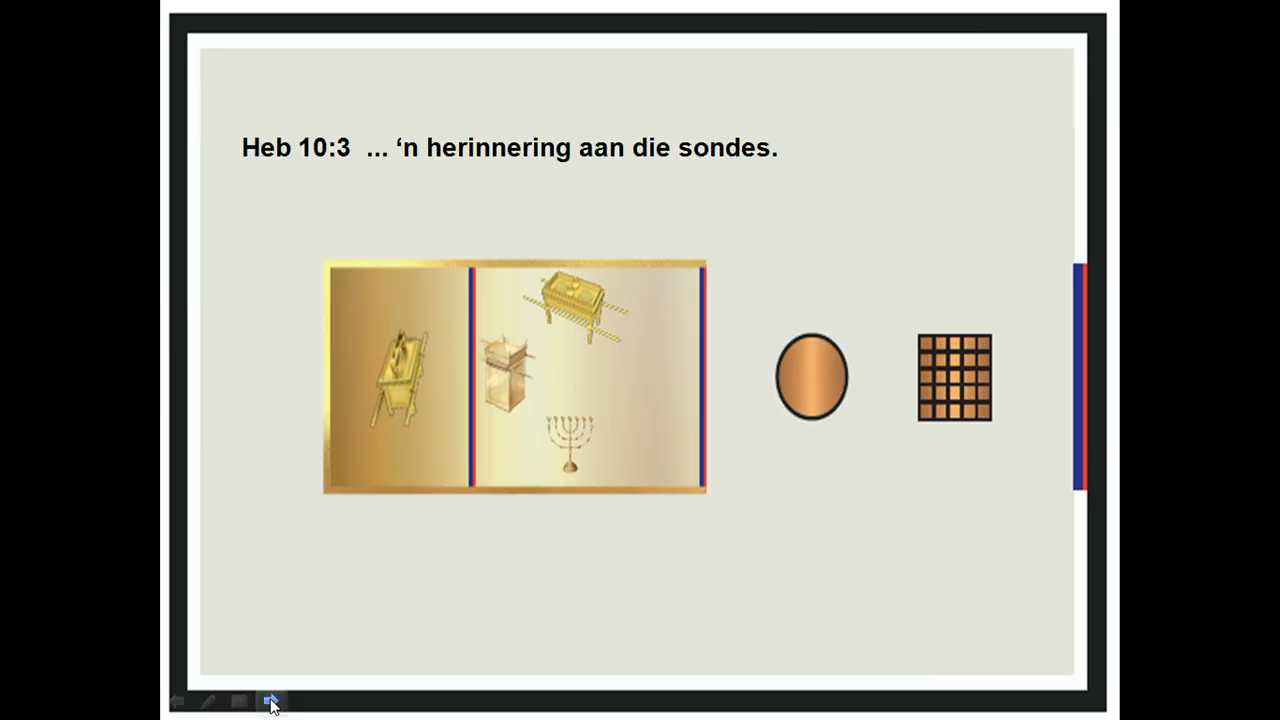 Heb 10:3 ... ‘n herinnering aan die sondes.